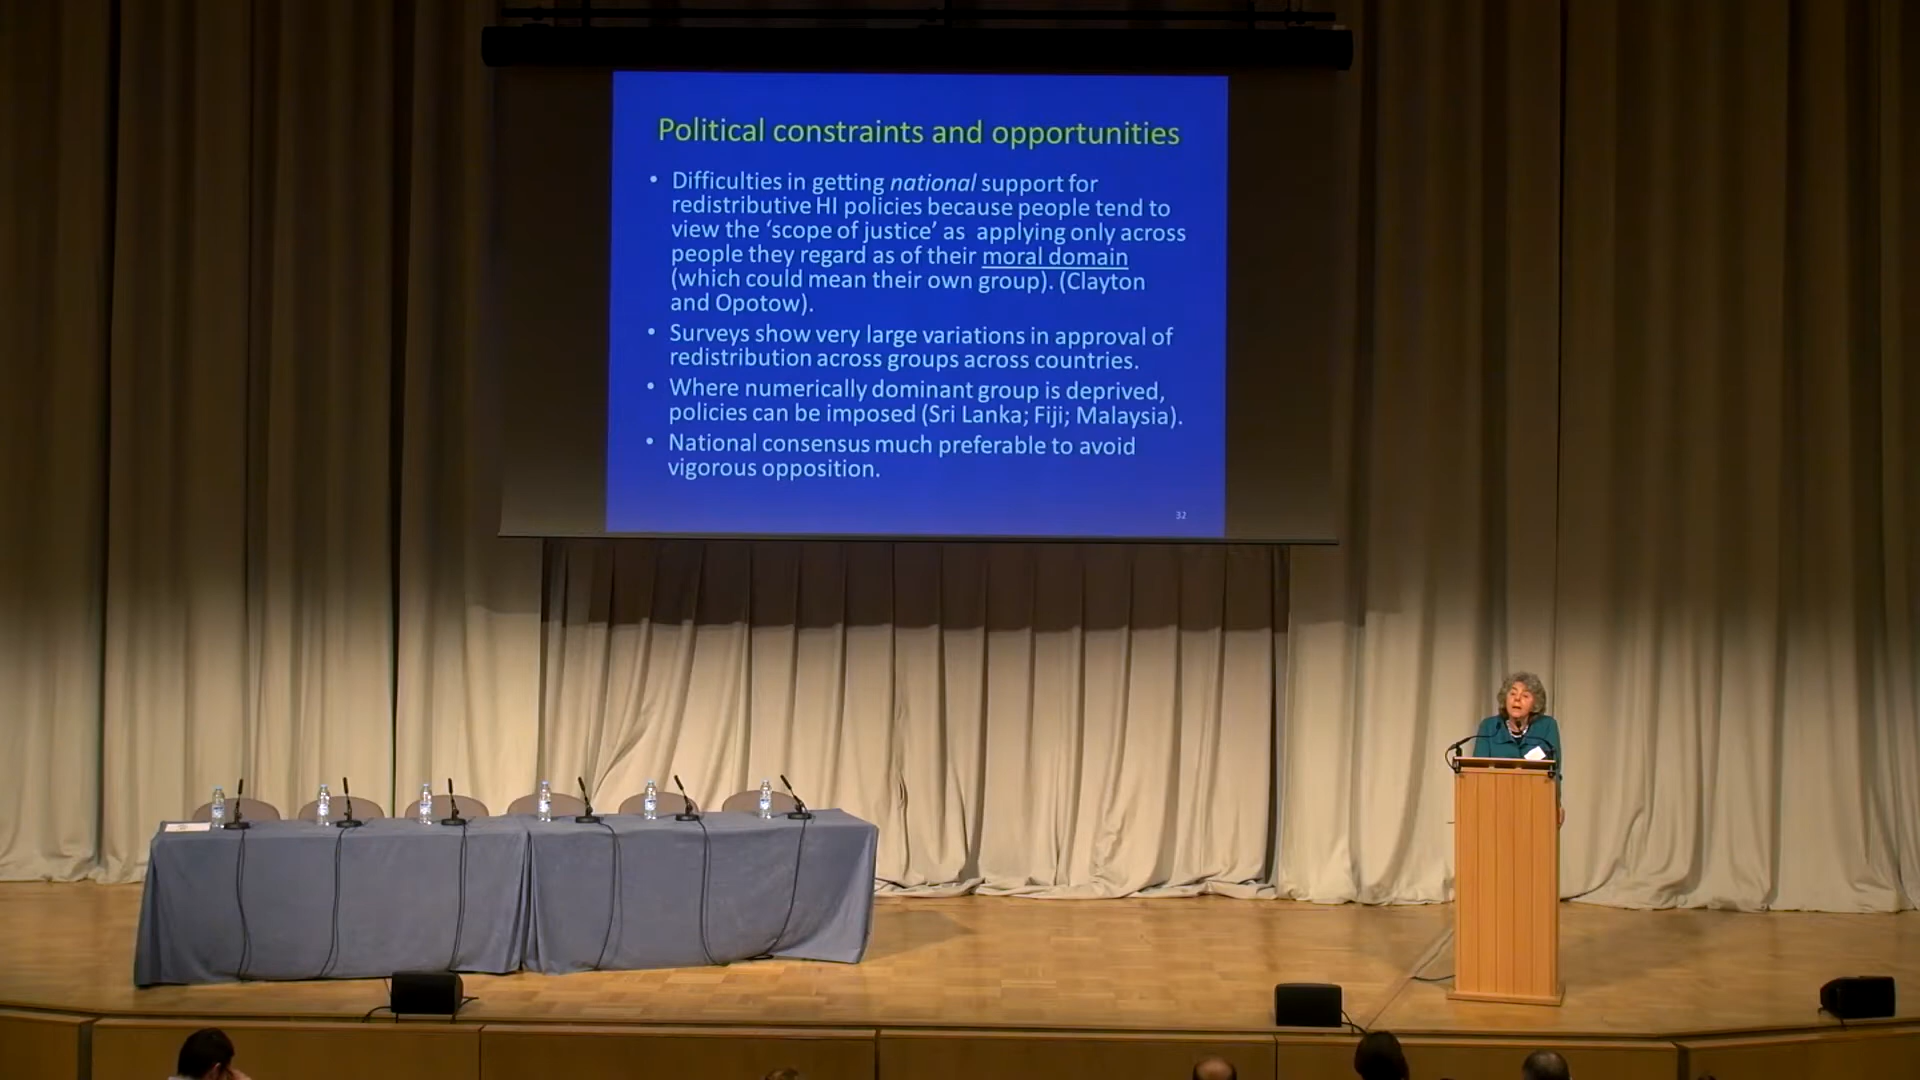 Political constraints and opportunities
• Difficulties in getting national support for
redistributive HI policies because people tend to
view the ‘scope of justice’ as applying only across
people they regard as of their moral domain
(which could mean their own group). (Clayton
and Opotow).
• Surveys show very large variations in approval of
redistribution across groups across countries.
• Where numerically dominant group is deprived,
policies can be imposed (Sri Lanka; Fiji; Malaysia).
• National consensus much preferable to avoid
vigorous opposition.
32